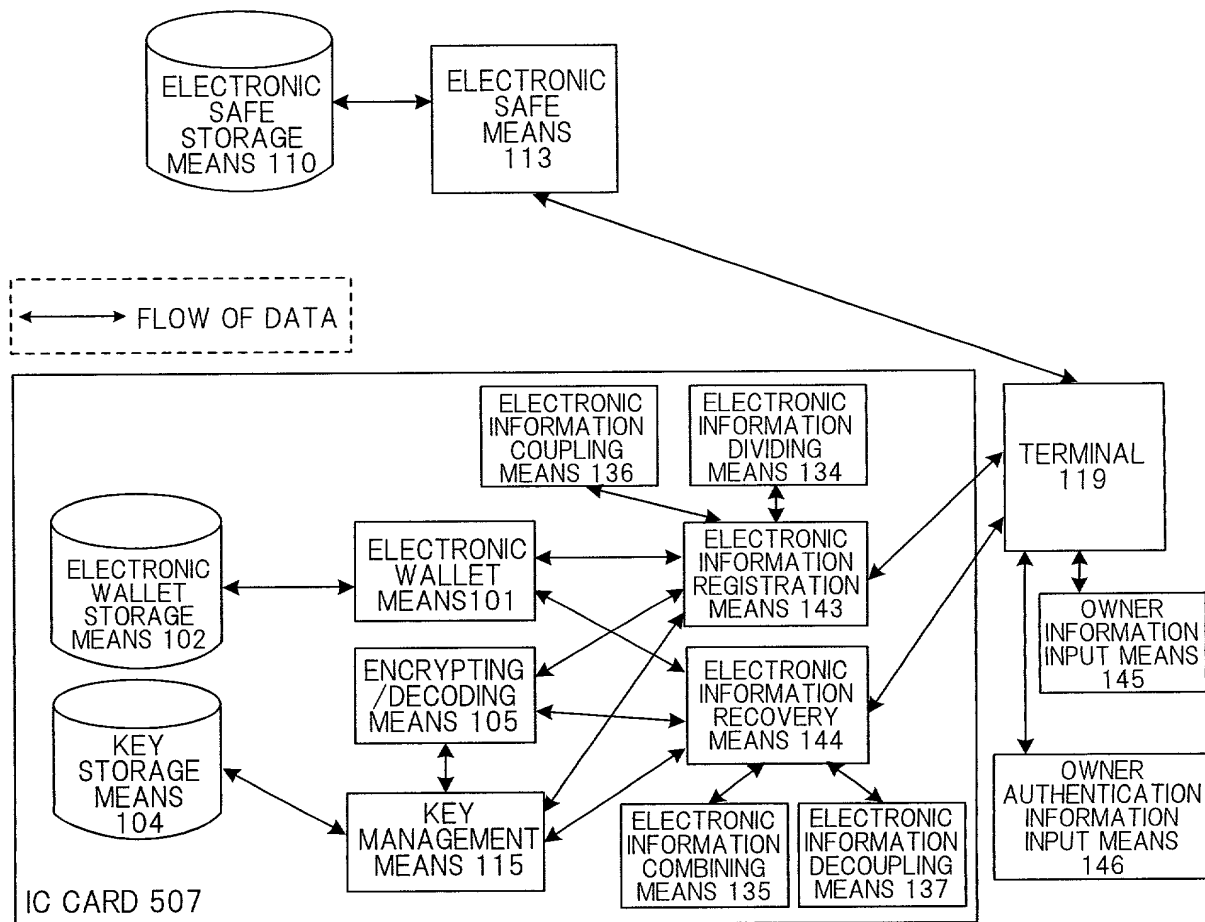 ELECTRONIC
SAFE
STORAGE
MEANS 110
ELECTRONIC
SAFE
MEANS
113
FLOW OF DATA
ELECTRONIC
INFORMATION
COUPLING
MEANS 136
ELECTRONIC
INFORMATION
DIVIDING
MEANS 134
TERMINAL
119
ELECTRONIC
WALLET
STORAGE
MEANS 102
ELECTRONIC
WALLET
MEANS101
ELECTRONIC
INFORMATION
REGISTRATION
MEANS 143
OWNER
INFORMATION
INPUT MEANS
145
KEY
STORAGE
MEANS
104
ENCRYPTING
/DECODING
MEANS 105
ELECTRONIC
INFORMATION
RECOVERY
MEANS 144
OWNER
AUTHENTICATION
INFORMATION
INPUT MEANS
146
KEY
MANAGEMENT
MEANS 115
ELECTRONIC
INFORMATION
COMBINING
MEANS 135
ELECTRONIC
INFORMATION
DECOUPLING
MEANS 137
IC CARD 507